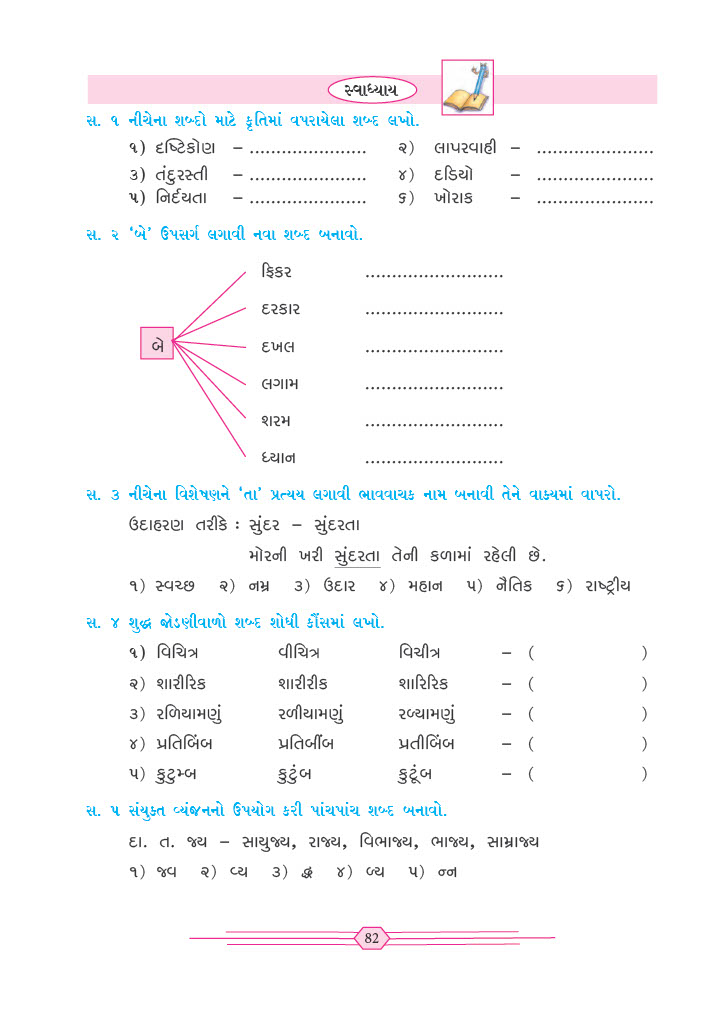 સ્વાધ્યાય
સ. ૧ નીચેના શબ્દો માટે કૃતિમાં વપરાયેલા શબ્દ લખો.
૧) દૃષ્ટિકોણ – ...................... ૨) લાપરવાહી – ......................
૩) તંદુરસ્તી – ...................... ૪) દડિયો – ......................
૫) નિર્દયતા – ...................... ૬) ખોરાક – ......................
સ. ૨ ‘બે’ ઉપસર્ગ લગાવી નવા શબ્દ બનાવો.
ફિકર ..........................
દરકાર ..........................
બે દખલ ..........................
લગામ ..........................
શરમ ..........................
ધ્યાન ..........................
સ. ૩ નીચેના વિશેષણને ‘તા’ પ્રત્યય લગાવી ભાવવાચક નામ બનાવી તેને વાક્યમાં વાપરો.
ઉદાહરણ તરીકે : સુંદર – સુંદરતા
મોરની ખરી સુંદરતા તેની કળામાં રહેલી છે.
૧) સ્વચ્છ ૨) નમ્ર ૩) ઉદાર ૪) મહાન ૫) નૈતિક ૬) રાષ્ટ્રીય
સ. ૪ શુદ્ધ જોડણીવાળો શબ્દ શોધી કૌંસમાં લખો.
૧) વિચિત્ર વીચિત્ર વિચીત્ર – ( )
૨) શારીરિક શારીરીક શારિરિક – ( )
૩) રળિયામણું રળીયામણું રળ્યામણું – ( )
૪) પ્રતિબિંબ પ્રતિબીંબ પ્રતીબિંબ – ( )
૫) કુટુમ્બ કુટુંબ કુટૂંબ – ( )
સ. ૫ સંયુક્ત વ્યંજનનો ઉપયોગ કરી પાંચપાંચ શબ્દ બનાવો.
દા. ત. જ્ય – સાયુજ્ય, રાજ્ય, વિભાજ્ય, ભાજ્ય, સામ્રાજ્ય
૧) જ્વ ૨) વ્ય ૩) દ્ધ ૪) બ્ય ૫) ન્ન
82